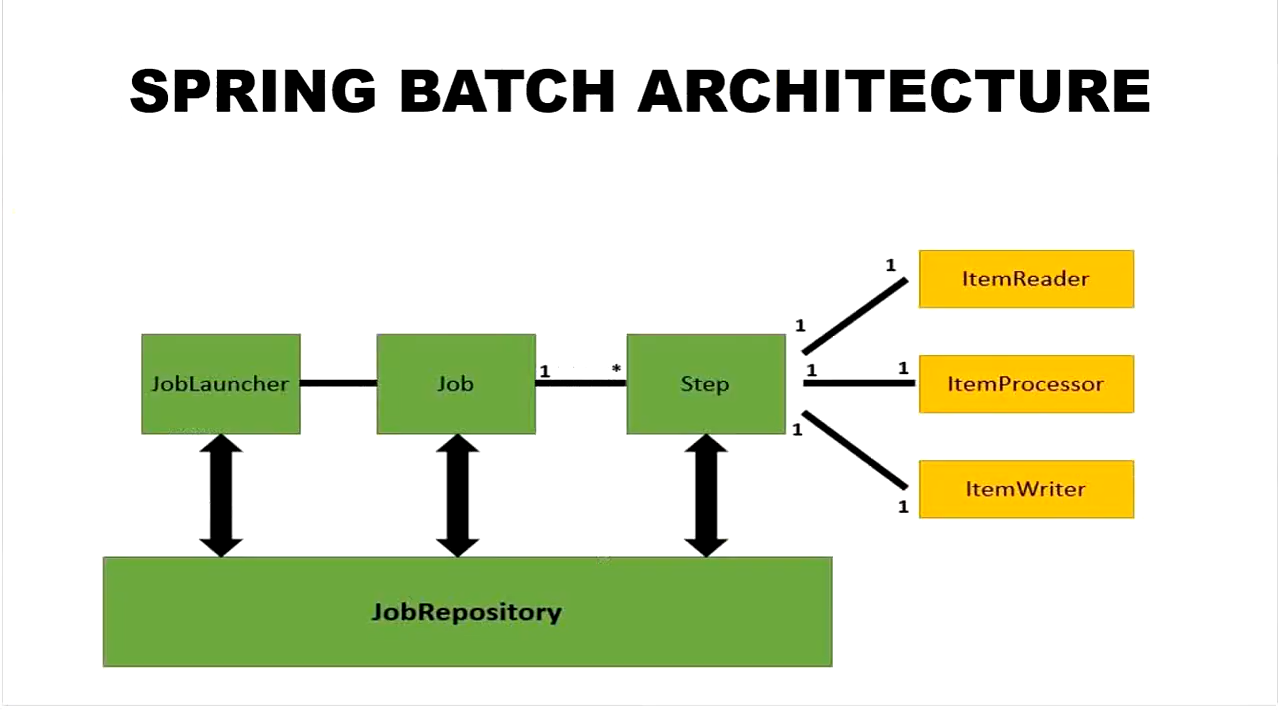 SPRING BATCH ARCHITECTURE
1
ItemReader
1
JobLauncher
Job
1
*
Step
1
1
ItemProcessor
1
ItemWriter
1
JobRepository